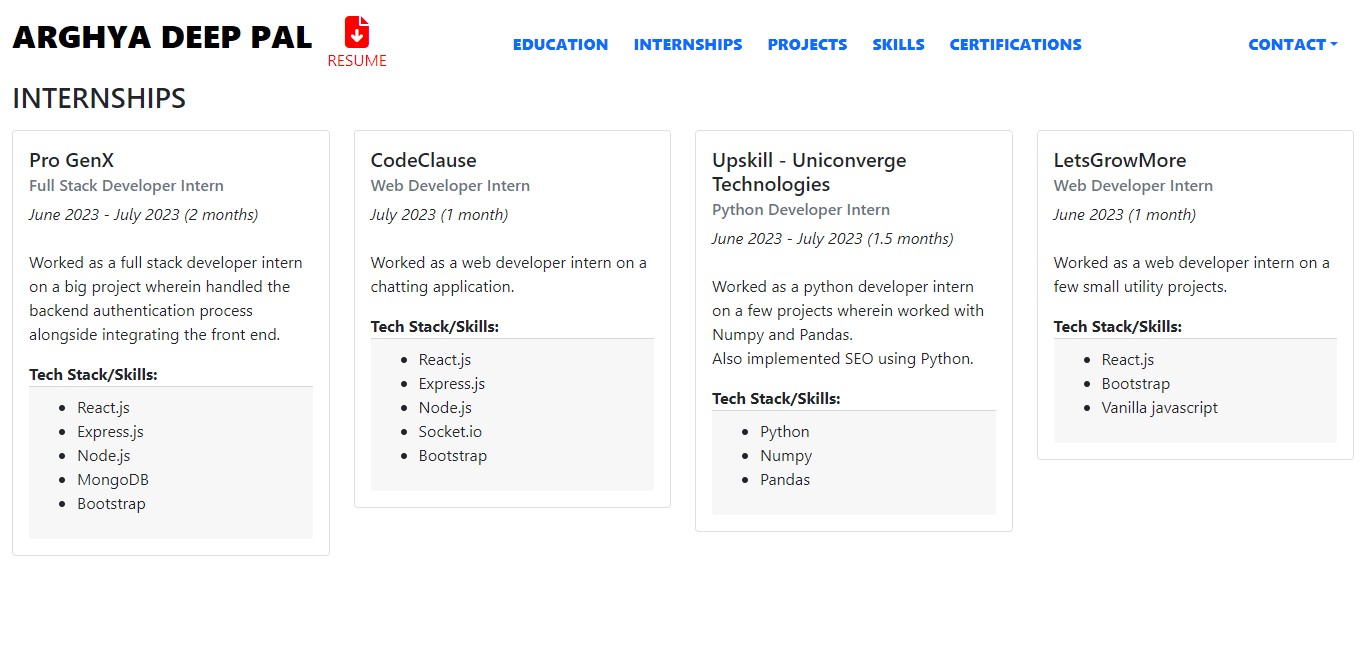 ARGHYA DEEP PAL
RESUME
EDUCATION
INTERNSHIPS
PROJECTS
SKILLS
CERTIFICATIONS
CONTACT
INTERNSHIPS
Pro GenX
Full Stack Developer Intern
June 2023 - July 2023 (2 months)
Worked as a full stack developer intern
on a big project wherein handled the
backend authentication process
alongside integrating the front end.
Tech Stack/Skills:
React.js
Express.js
Node.js
MongoDB
Bootstrap
CodeClause
Web Developer Intern
July 2023 (1 month)
Worked as a web developer intern on a
chatting application.
Tech Stack/Skills:
React.js
Express.js
Node.js
Socket.io
Bootstrap
Upskill - Uniconverge
Technologies
Python Developer Intern
June 2023 - July 2023 (1.5 months)
Worked as a python developer intern
on a few projects wherein worked with
Numpy and Pandas.
Also implemented SEO using Python.
Tech Stack/Skills:
Python
Numpy
Pandas
LetsGrowMore
Web Developer Intern
June 2023 (1 month)
Worked as a web developer intern on a
few small utility projects.
Tech Stack/Skills:
React.js
Bootstrap
Vanilla javascript